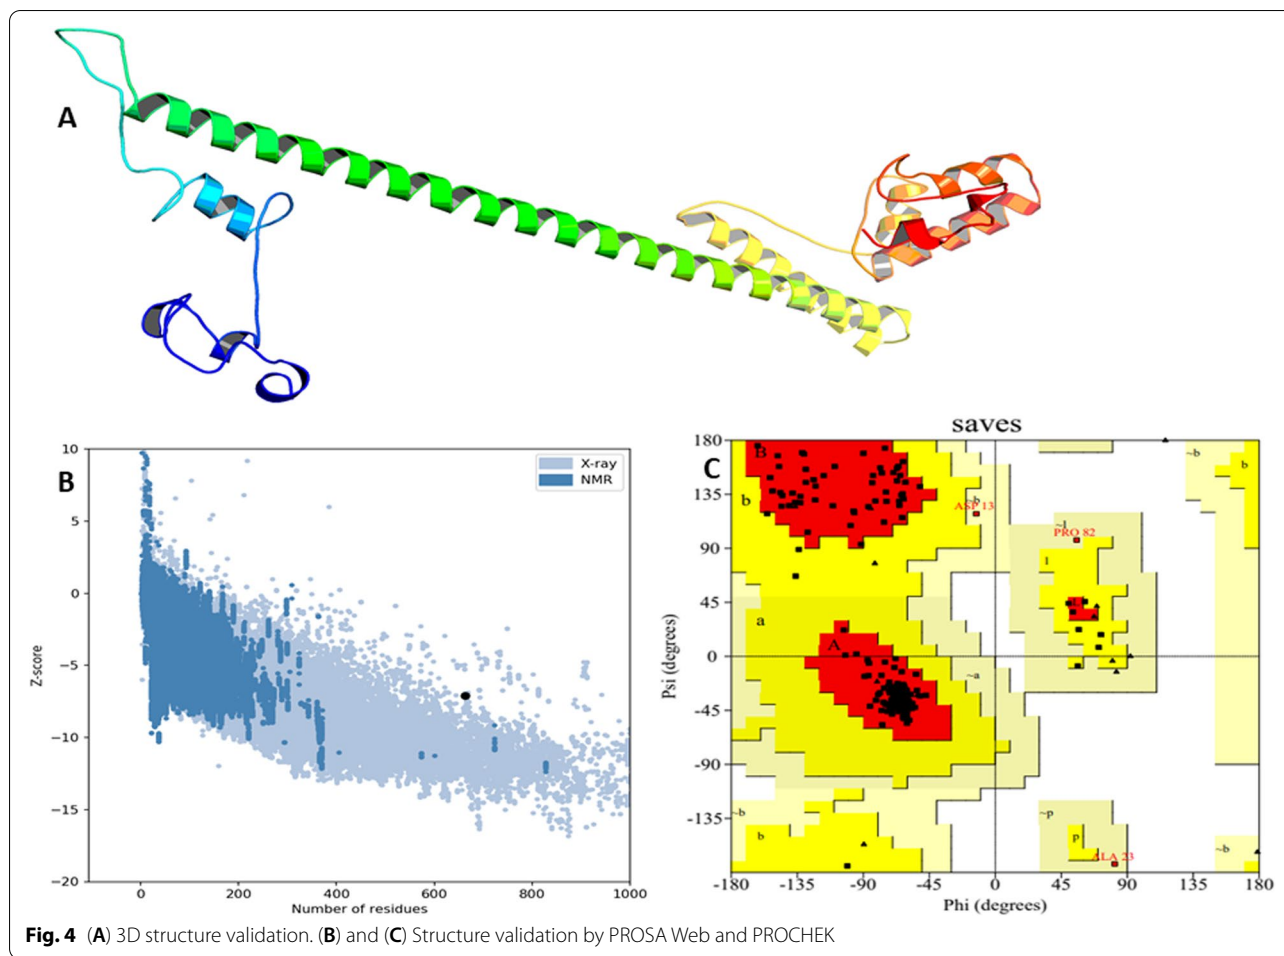 A
B
10
5
0
−5
−10
−15
−20
Z-score
X-ray
NMR
0
200
400
600
800
1000
Number of residues
saves
C
180
135
90
45
0
-45
-90
-135
-180
-135
-90
-45
0
45
90
135
180
Psi (degrees)
Phi (degrees)
B
b
~b
ASP 13
~l
PRO 82
l
L
a
A
~a
~b
b
~b
b
~p
p
ALA 23
~b
Fig. 4 (A) 3D structure validation. (B) and (C) Structure validation by PROSA Web and PROCHEK